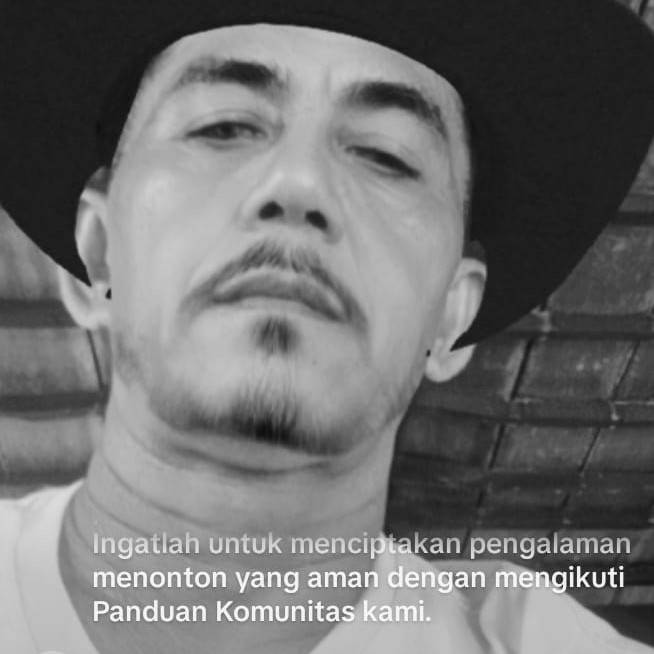 Ingatlah untuk menciptakan pengalaman
menonton yang aman dengan mengikuti
Panduan Komunitas kami.